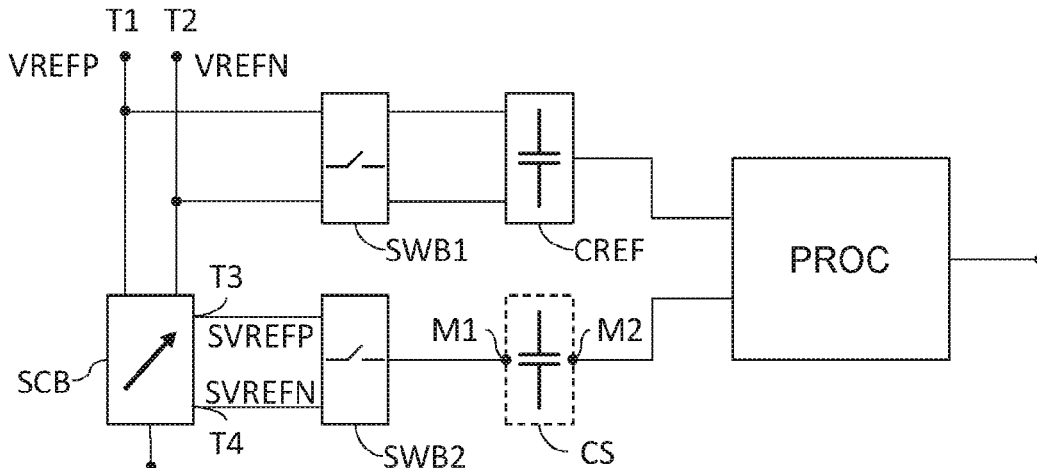 T1 T2
VREFP VREFN
SWB1 CREF
PROC
T3
SVREFP
M1 M2
SCB
SVREFN
T4
SWB2 CS